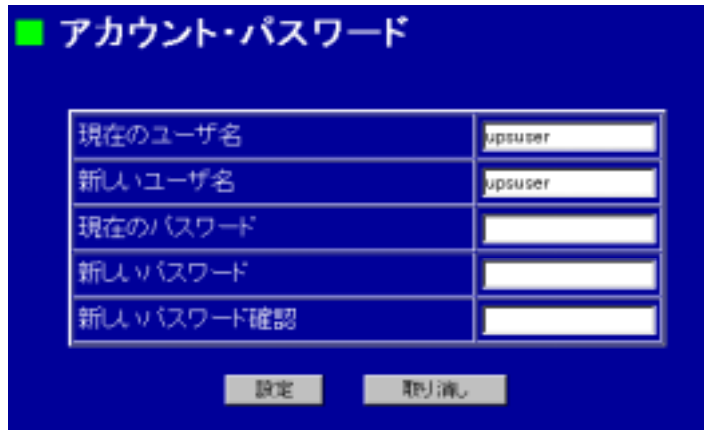 アカウント・パスワード
現在のユーザ名 upsuser
新しいユーザ名 upsuser
現在のパスワード
新しいパスワード
新しいパスワード確認
設定 取り消し